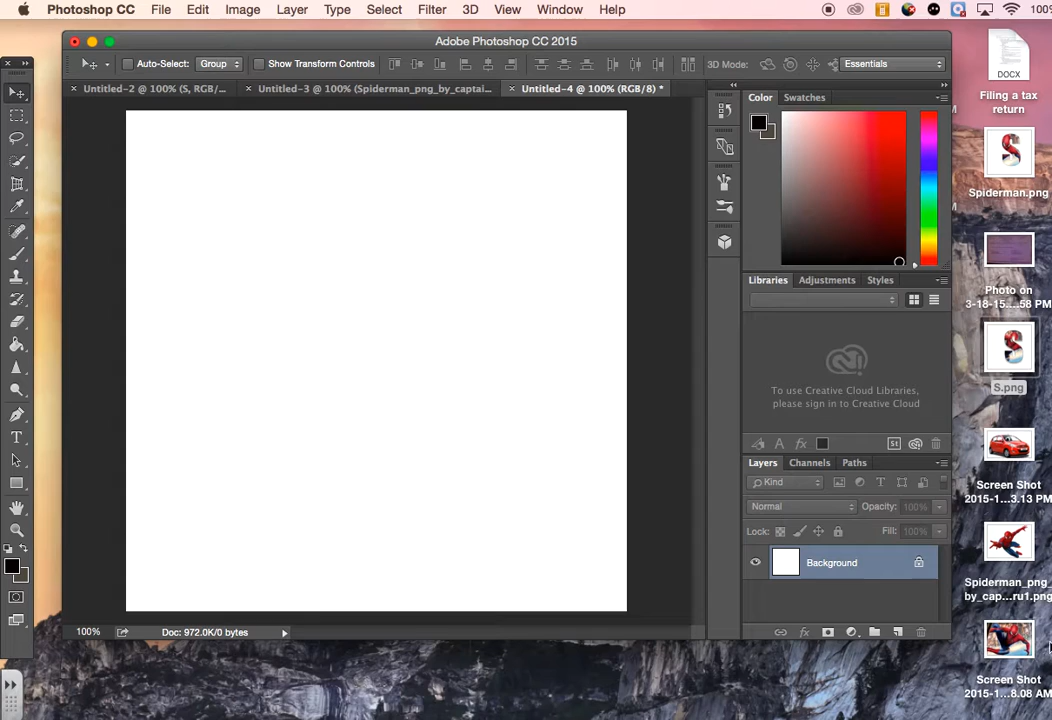 Photoshop CC File Edit Image Layer Type Select Filter 3D View Window Help 100%
Adobe Photoshop CC 2015
Auto-Select: Group Show Transform Controls 3D Mode: Essentials
Untitled-2 @ 100% (S, RGB/... Untitled-3 @ 100% (Spiderman_png_by_captai... Untitled-4 @ 100% (RGB/8) *
Color Swatches
DOCX
Filing a tax
return
Spiderman.png
Libraries Adjustments Styles
Photo on
3-18-15....58 PM
To use Creative Cloud Libraries,
please sign in to Creative Cloud
S.png
T
A fx St
Layers Channels Paths
Kind T
Screen Shot
2015-1...3.13 PM
Normal Opacity: 100%
Lock: Fill: 100%
Background
Spiderman_png_
by_cap...ru1.png
100% Doc: 972.0K/0 bytes
fx
Screen Shot
2015-1...8.08 AM